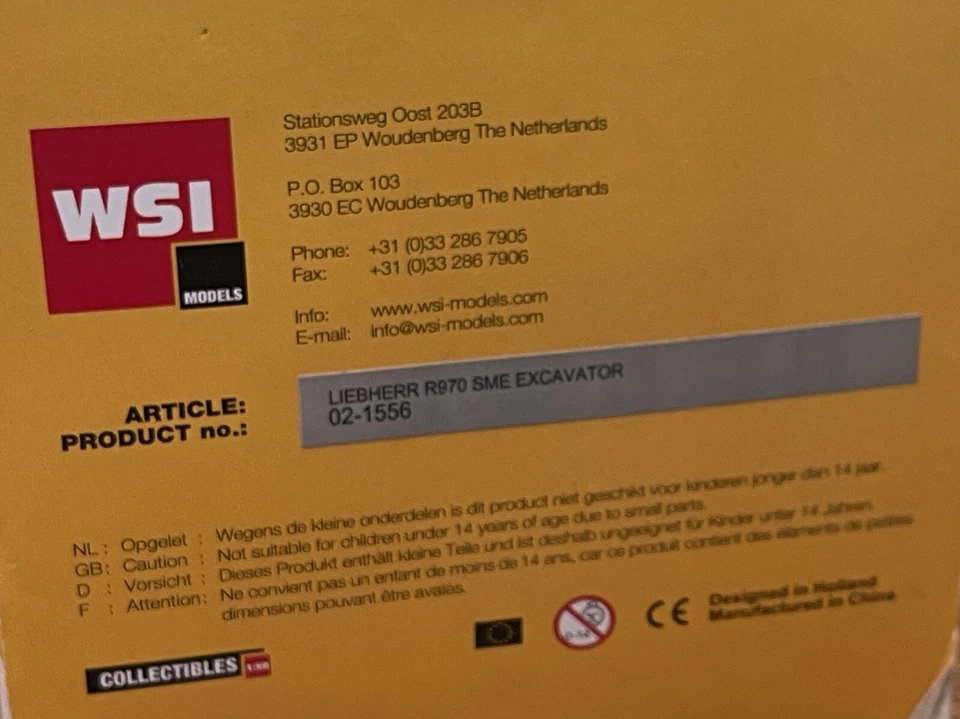 WSI
MODELS
Stationsweg Oost 203B
3931 EP Woudenberg The Netherlands
P.O. Box 103
3930 EC Woudenberg The Netherlands
Phone: +31 (0)33 286 7905
Fax: +31 (0)33 286 7906
Info: www.wsi-models.com
E-mail: info@wsi-models.com
ARTICLE: LIEBHERR R970 SME EXCAVATOR
PRODUCT no.: 02-1556
NL : Opgelet : Wegens de kleine onderdelen is dit product niet geschikt voor kinderen jonger dan 14 jaar.
GB: Caution : Not suitable for children under 14 years of age due to small parts.
D : Vorsicht : Dieses Produkt enthält kleine Teile und ist deshalb ungeeignet für Kinder unter 14 Jahren.
F : Attention: Ne convient pas un enfant de moins de 14 ans, car ce produit contient des éléments de petites
dimensions pouvant être avalés.
CE
Designed in Holland
Manufactured in China
COLLECTIBLES